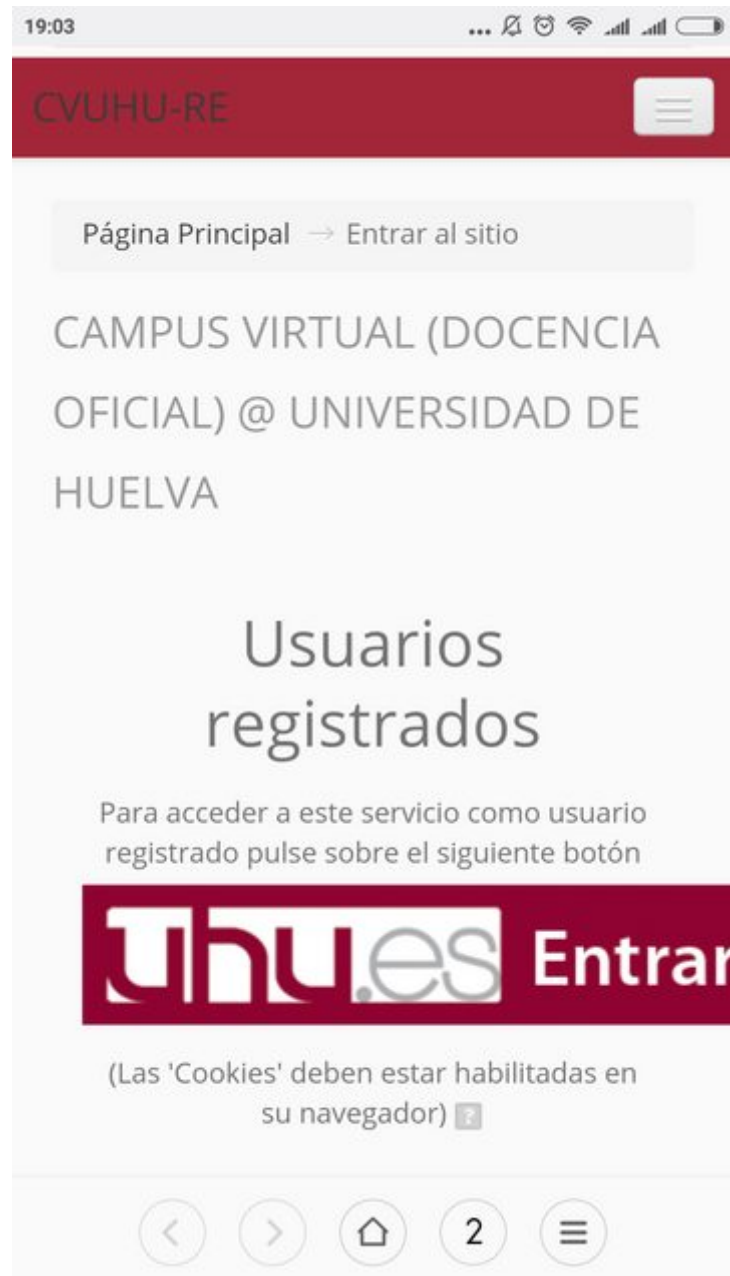 19:03
CVUHU-RE
Página Principal → Entrar al sitio
CAMPUS VIRTUAL (DOCENCIA
OFICIAL) @ UNIVERSIDAD DE
HUELVA
Usuarios
registrados
Para acceder a este servicio como usuario
registrado pulse sobre el siguiente botón
uhu.es Entrar
(Las 'Cookies' deben estar habilitadas en
su navegador) ?
2